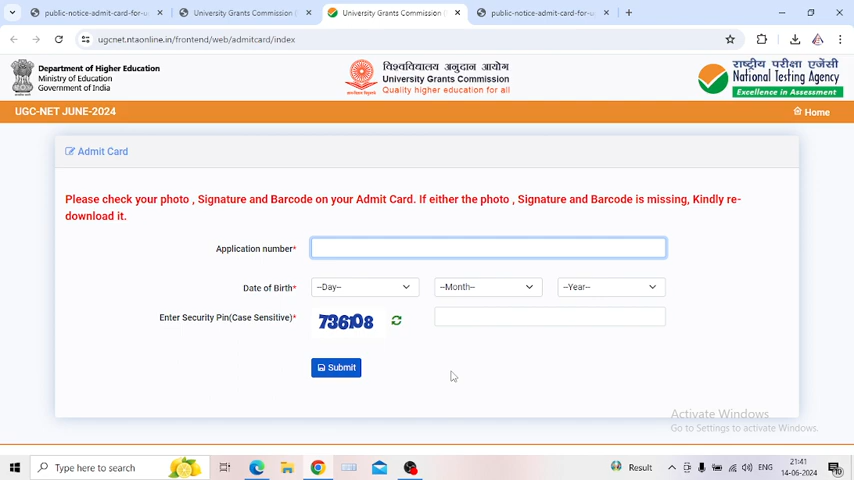 public-notice-admit-card-for-u
University Grants Commission
University Grants Commission
public-notice-admit-card-for-u
ugcnet.ntaonline.in/frontend/web/admitcard/index
Department of Higher Education
Ministry of Education
Government of India
विश्वविद्यालय अनुदान आयोग
University Grants Commission
Quality higher education for all
राष्ट्रीय परीक्षा एजेंसी
National Testing Agency
Excellence in Assessment
UGC-NET JUNE-2024
Home
Admit Card
Please check your photo , Signature and Barcode on your Admit Card. If either the photo , Signature and Barcode is missing, Kindly re-
download it.
Application number*
Date of Birth*
--Day--
--Month--
--Year--
Enter Security Pin(Case Sensitive)*
736108
Submit
Activate Windows
Go to Settings to activate Windows.
Type here to search
Result
ENG
21:41
14-06-2024